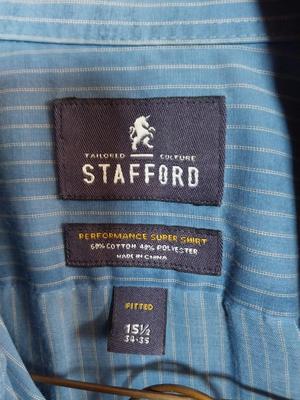 TAILORED CULTURE
STAFFORD
PERFORMANCE SUPER SHIRT
60% COTTON 40% POLYESTER
MADE IN CHINA
FITTED
15½
34-35